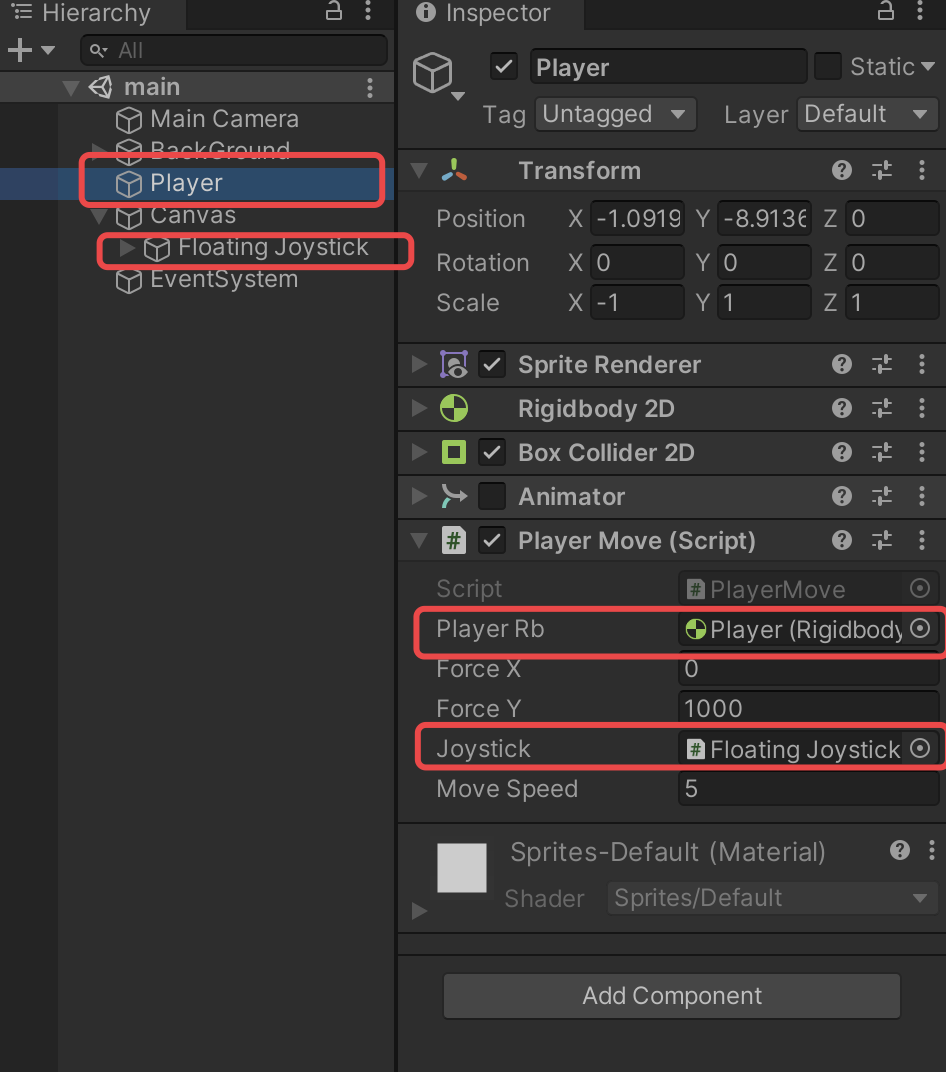 Hierarchy
All
main
Main Camera
BackGround
Player
Canvas
Floating Joystick
EventSystem
Inspector
Player
Static
Tag Untagged Layer Default
Transform
Position X -1.0919 Y -8.9136 Z 0
Rotation X 0 Y 0 Z 0
Scale X -1 Y 1 Z 1
Sprite Renderer
Rigidbody 2D
Box Collider 2D
Animator
# Player Move (Script)
Script # PlayerMove
Player Rb Player (Rigidbody
Force X 0
Force Y 1000
Joystick # Floating Joystick
Move Speed 5
Sprites-Default (Material)
Shader Sprites/Default
Add Component